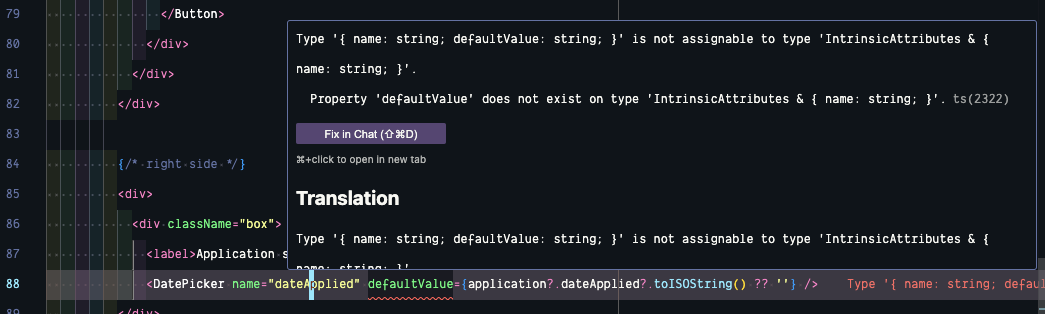 79 </Button>
80 </div>
81 </div>
82 </div>
83
84 {/* right side */}
85 <div>
86 <div className="box">
87 <label>Application s
88 <DatePicker name="dateApplied" defaultValue={application?.dateApplied?.toISOString() ?? ''} /> Type '{ name: string; defau
</div>
Type '{ name: string; defaultValue: string; }' is not assignable to type 'IntrinsicAttributes & {
name: string; }'.
Property 'defaultValue' does not exist on type 'IntrinsicAttributes & { name: string; }'. ts(2322)
Fix in Chat (⇧⌘D)
⌘+click to open in new tab
Translation
Type '{ name: string; defaultValue: string; }' is not assignable to type 'IntrinsicAttributes & {
name: string; }'